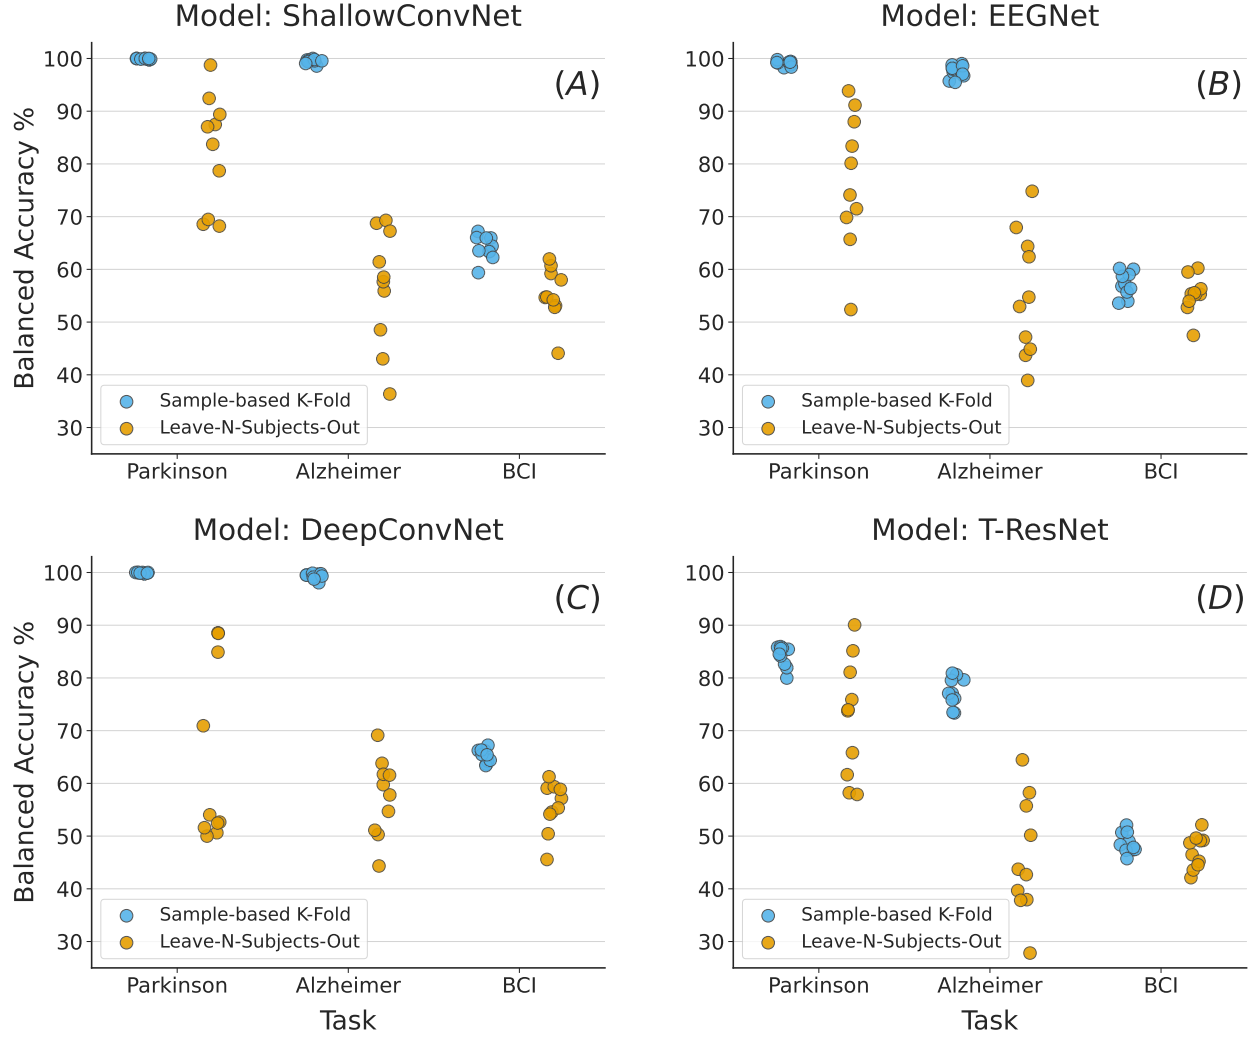 Model: ShallowConvNet
(A)
Balanced Accuracy %
100
90
80
70
60
50
40
30
Sample-based K-Fold
Leave-N-Subjects-Out
Parkinson Alzheimer BCI
Model: EEGNet
(B)
100
90
80
70
60
50
40
30
Sample-based K-Fold
Leave-N-Subjects-Out
Parkinson Alzheimer BCI
Model: DeepConvNet
(C)
Balanced Accuracy %
100
90
80
70
60
50
40
30
Sample-based K-Fold
Leave-N-Subjects-Out
Parkinson Alzheimer BCI
Task
Model: T-ResNet
(D)
100
90
80
70
60
50
40
30
Sample-based K-Fold
Leave-N-Subjects-Out
Parkinson Alzheimer BCI
Task